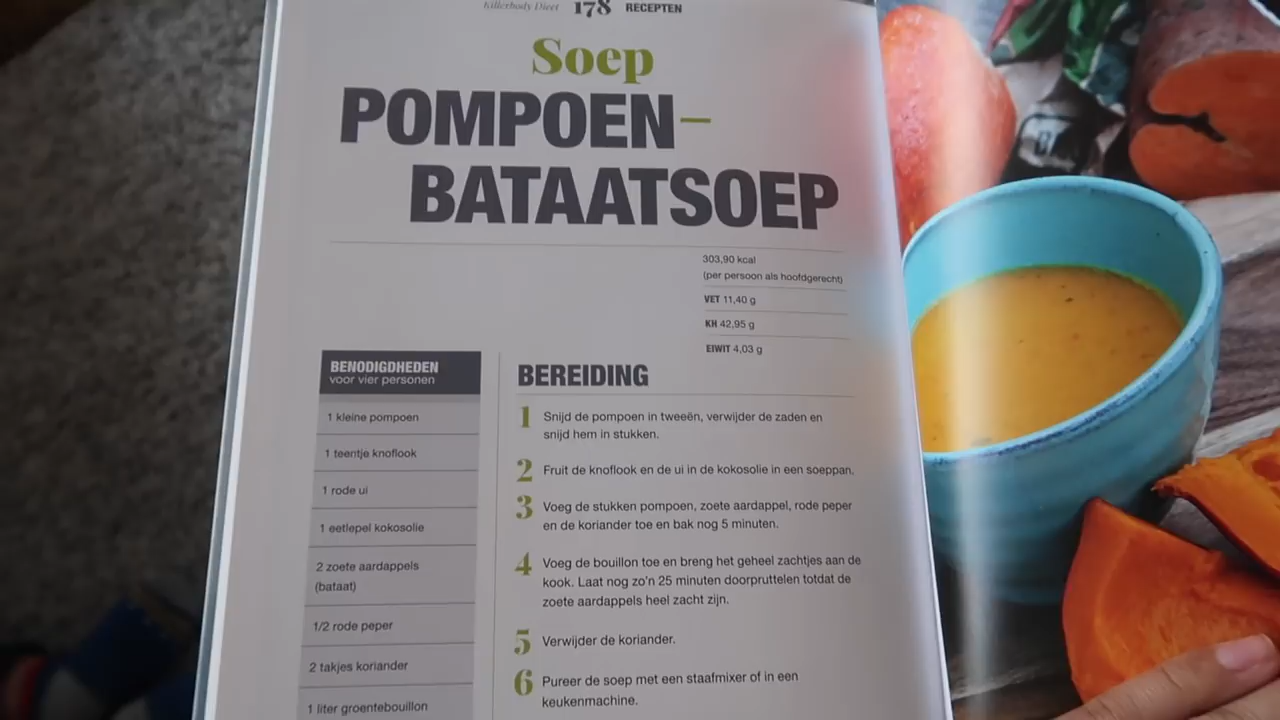 Killerbody Dieet 178 RECEPTEN
Soep
POMPOEN–
BATAATSOEP
303,90 kcal
(per persoon als hoofdgerecht)
VET 11,40 g
KH 42,95 g
EIWIT 4,03 g
BENODIGDHEDEN
voor vier personen
1 kleine pompoen
1 teentje knoflook
1 rode ui
1 eetlepel kokosolie
2 zoete aardappels
(bataat)
1/2 rode peper
2 takjes koriander
1 liter groentebouillon
BEREIDING
1 Snijd de pompoen in tweeën, verwijder de zaden en
snijd hem in stukken.
2 Fruit de knoflook en de ui in de kokosolie in een soeppan.
3 Voeg de stukken pompoen, zoete aardappel, rode peper
en de koriander toe en bak nog 5 minuten.
4 Voeg de bouillon toe en breng het geheel zachtjes aan de
kook. Laat nog zo'n 25 minuten doorpruttelen totdat de
zoete aardappels heel zacht zijn.
5 Verwijder de koriander.
6 Pureer de soep met een staafmixer of in een
keukenmachine.